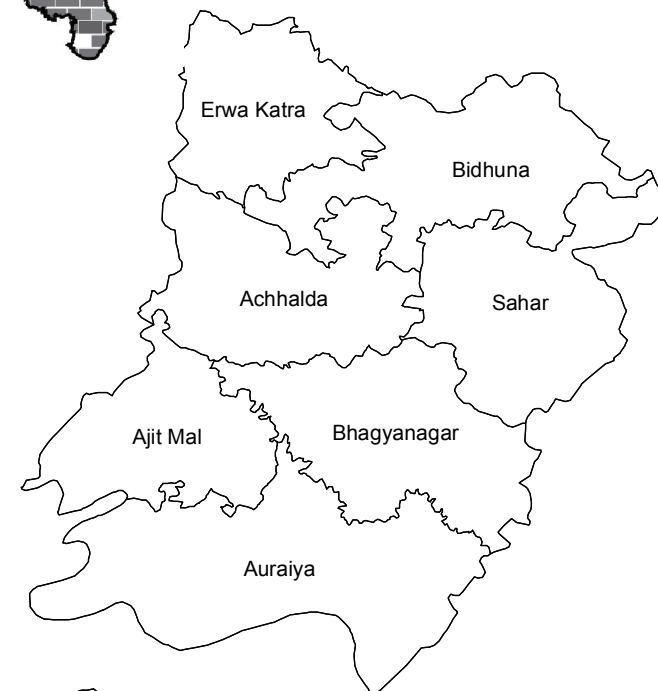 Erwa Katra
Bidhuna
Achhalda
Sahar
Ajit Mal
Bhagyanagar
Auraiya